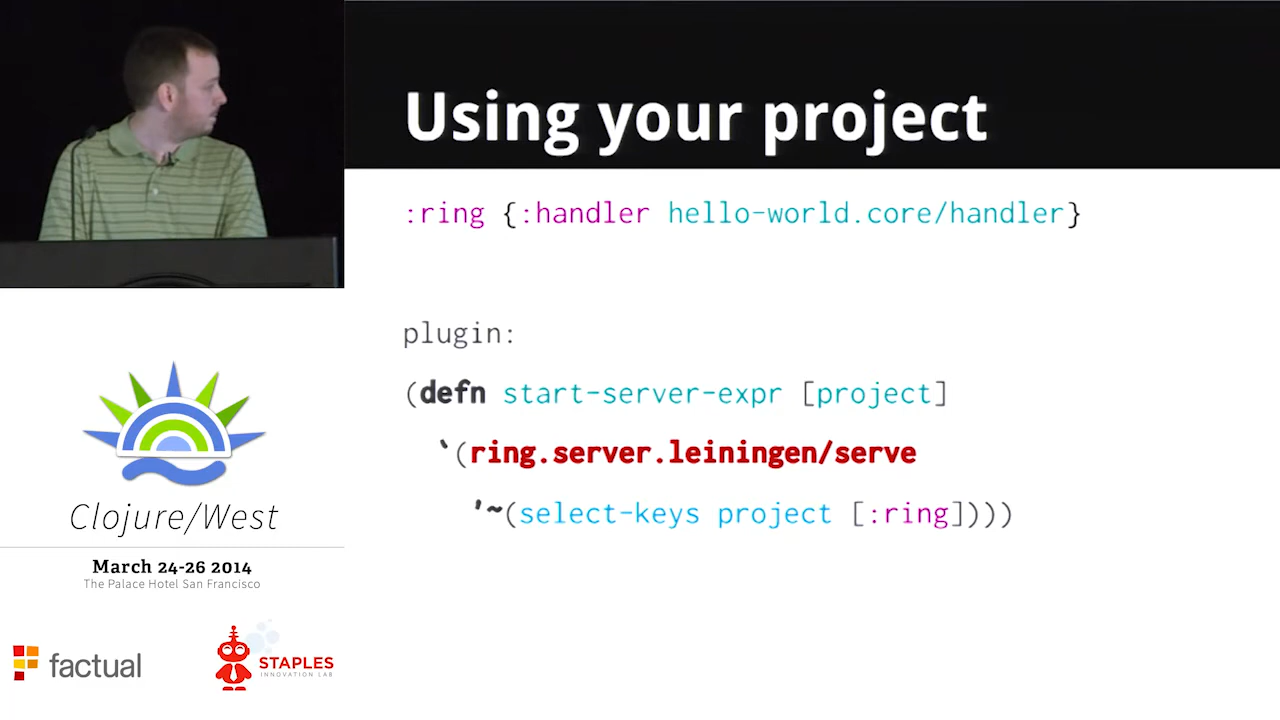 Using your project
:ring {:handler hello-world.core/handler}
plugin:
(defn start-server-expr [project]
`(ring.server.leiningen/serve
'~(select-keys project [:ring])))
Clojure/West
March 24-26 2014
The Palace Hotel San Francisco
factual
STAPLES
INNOVATION LAB